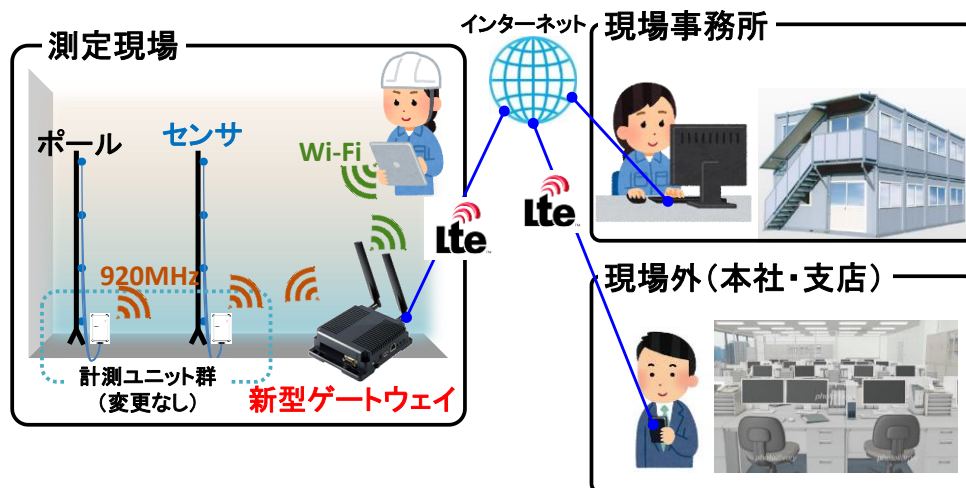 測定現場
ポール
センサ
Wi-Fi
920MHz
計測ユニット群
(変更なし)
新型ゲートウェイ
インターネット
Lte
Lte
現場事務所
現場外(本社・支店)